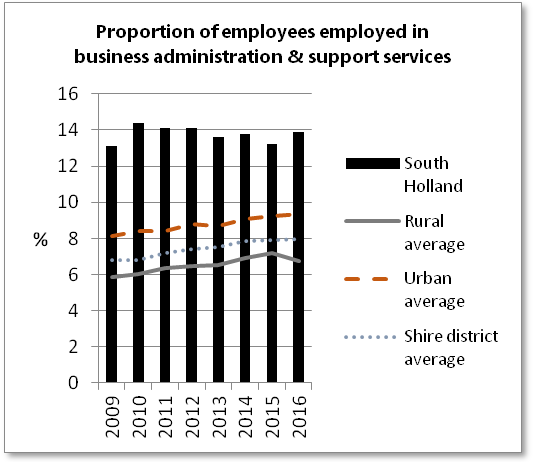 Proportion of employees employed in
business administration & support services
16
14
12
10
8
6
4
2
0
%
2009
2010
2011
2012
2013
2014
2015
2016
South
Holland
Rural
average
Urban
average
Shire district
average